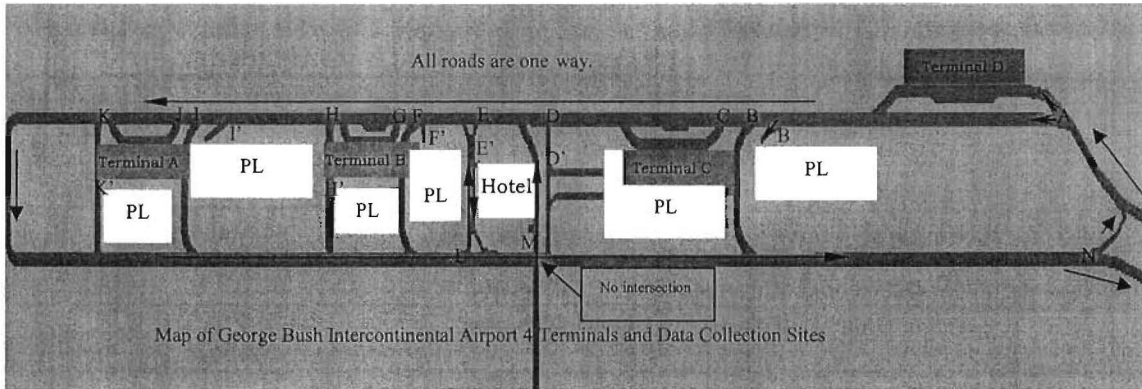 All roads are one way.
Terminal D
K J I H G F E D C B A
I' F' B
E'
D'
Terminal A
PL
Terminal B
PL
Hotel
Terminal C
PL
K'
PL
H'
PL
PL
M
L
N
No intersection
Map of George Bush Intercontinental Airport 4 Terminals and Data Collection Sites